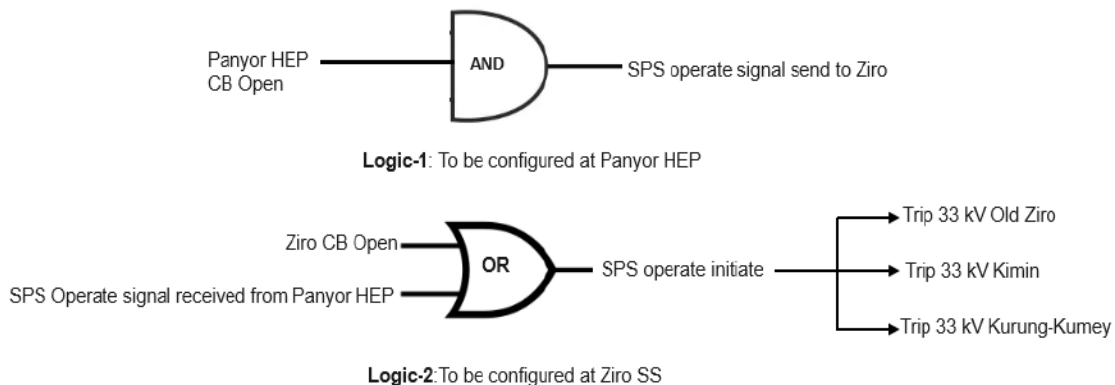 Panyor HEP
CB Open
AND
SPS operate signal send to Ziro
Logic-1: To be configured at Panyor HEP
Ziro CB Open
SPS Operate signal received from Panyor HEP
OR
SPS operate initiate
Trip 33 kV Old Ziro
Trip 33 kV Kimin
Trip 33 kV Kurung-Kumey
Logic-2:To be configured at Ziro SS